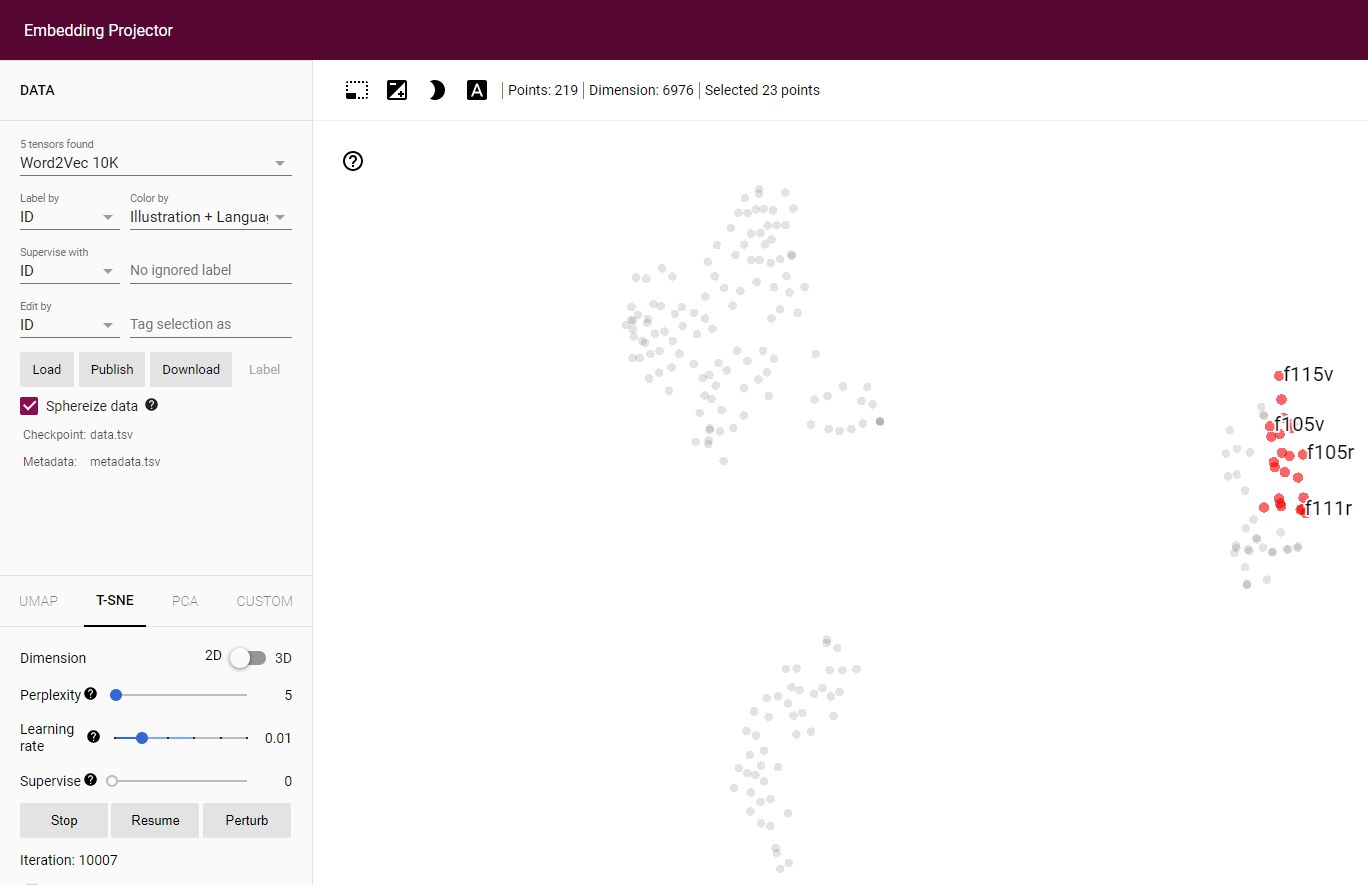 Embedding Projector
DATA
Points: 219 | Dimension: 6976 | Selected 23 points
5 tensors found
Word2Vec 10K
Label by Color by
ID Illustration + Langua
Supervise with
ID No ignored label
Edit by
ID Tag selection as
Load Publish Download Label
Sphereize data
Checkpoint: data.tsv
Metadata: metadata.tsv
UMAP T-SNE PCA CUSTOM
Dimension 2D 3D
Perplexity 5
Learning
rate 0.01
Supervise 0
Stop Resume Perturb
Iteration: 10007
f115v
f105v
f105r
f111r